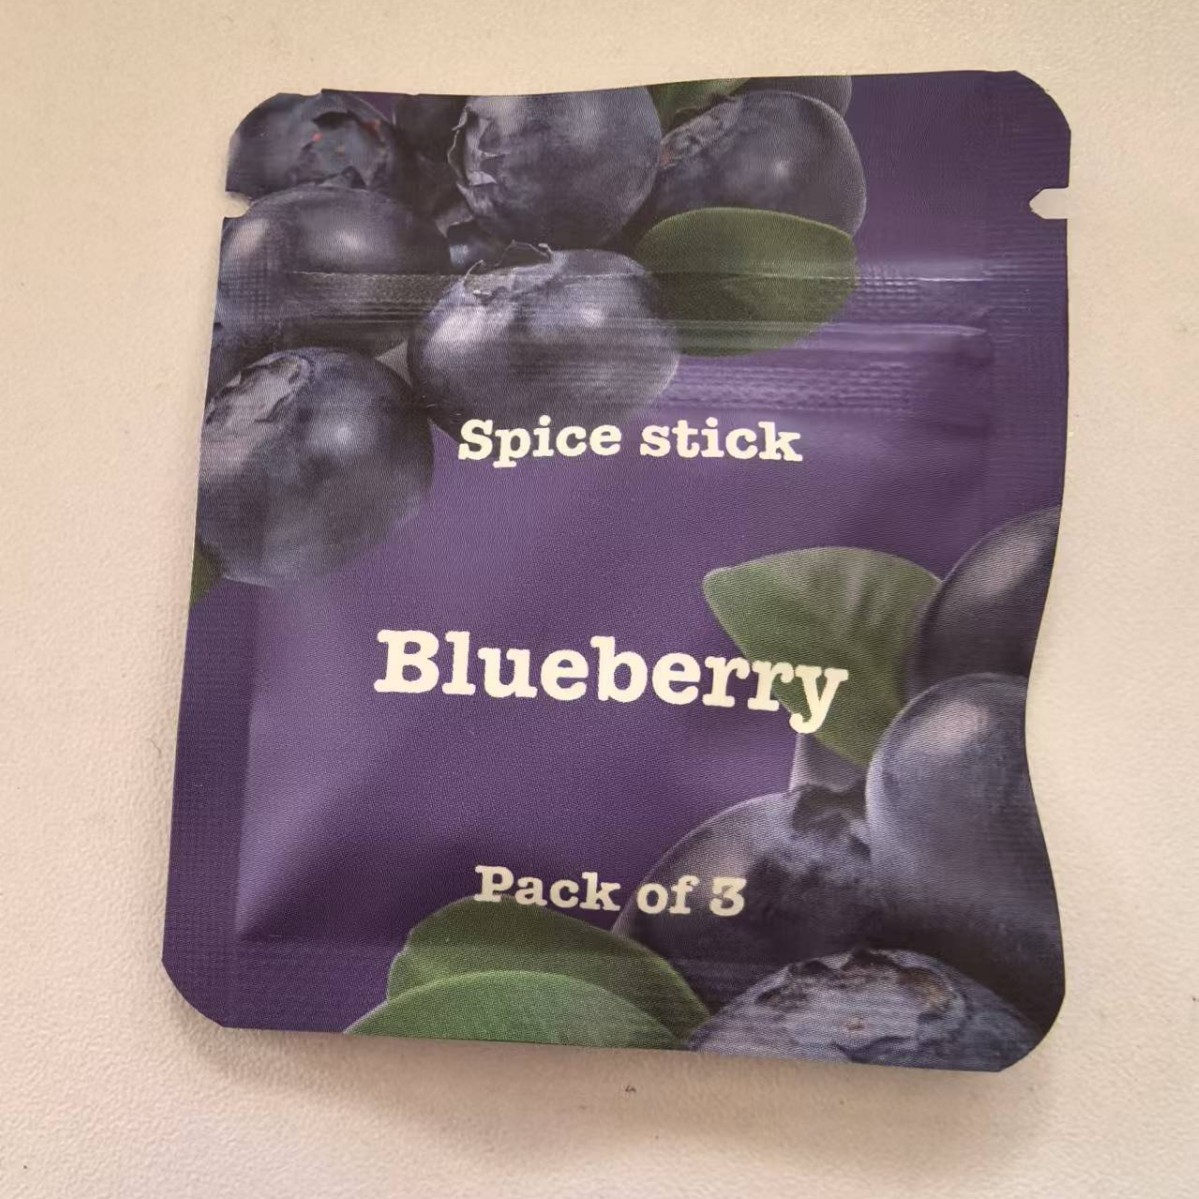 Spice stick
Blueberry
Pack of 3